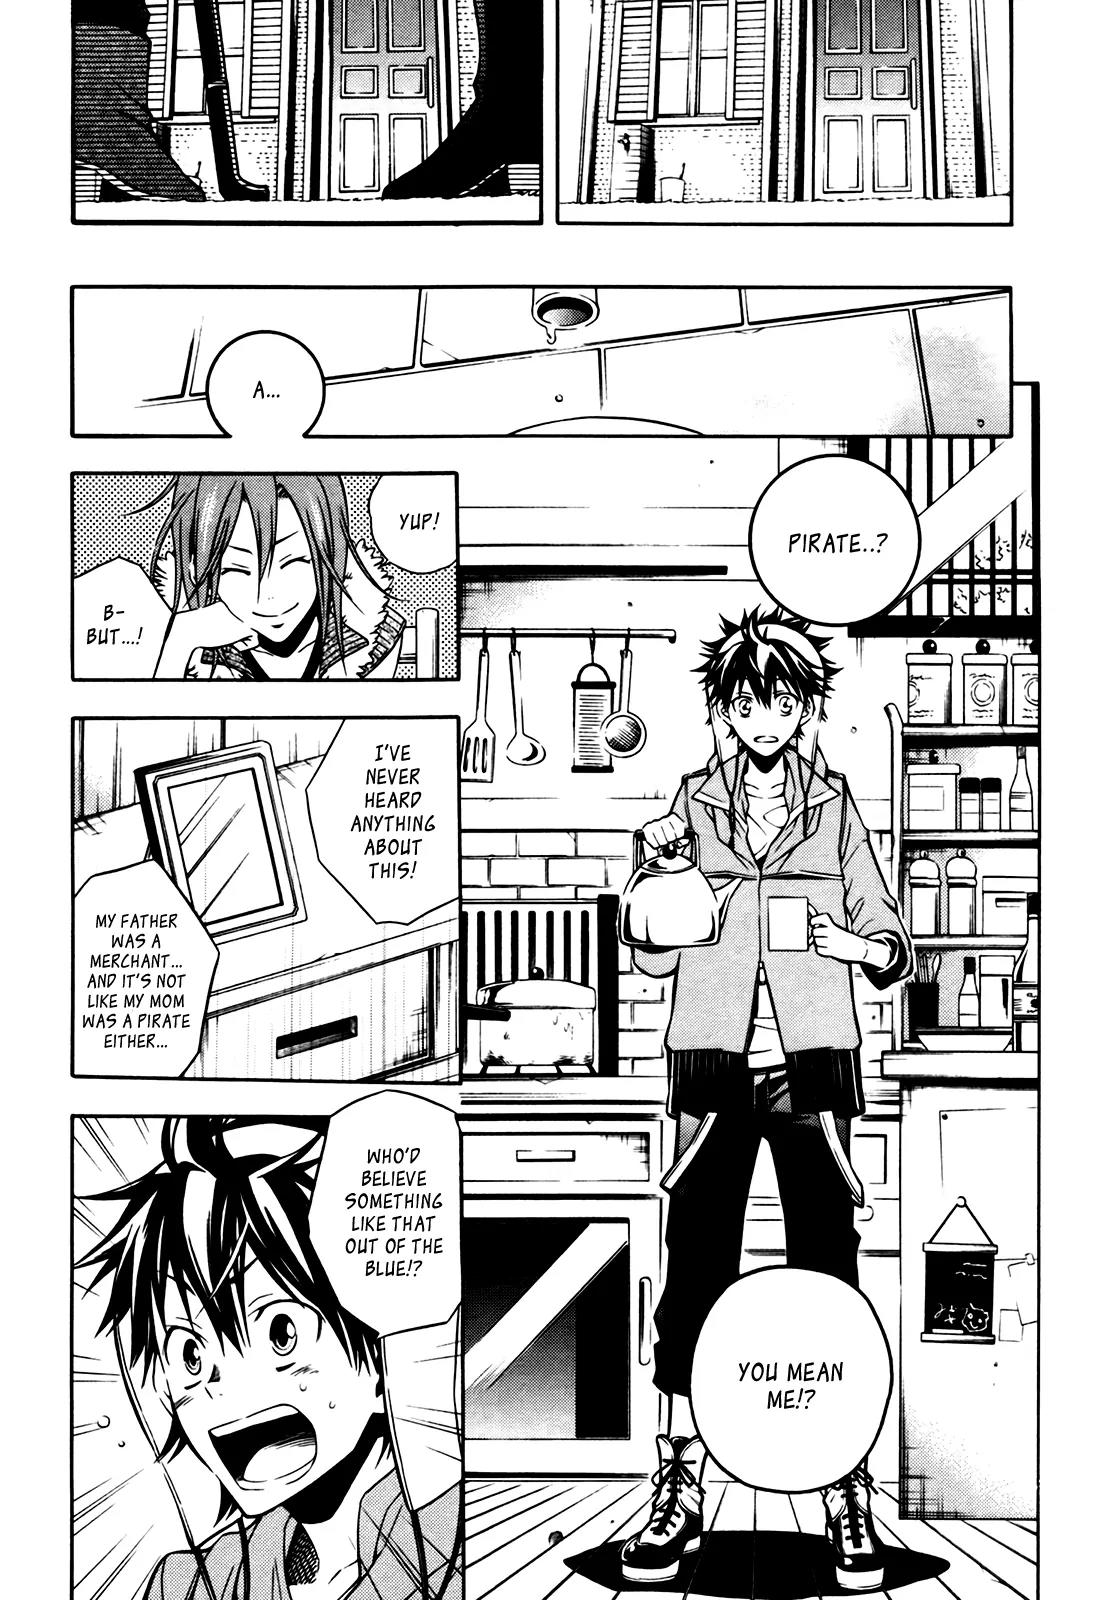 A...
PIRATE..?
YOU MEAN
ME!?
YUP!
B-
BUT...!
I'VE
NEVER
HEARD
ANYTHING
ABOUT
THIS!
MY FATHER
WAS A
MERCHANT...
AND IT'S NOT
LIKE MY MOM
WAS A PIRATE
EITHER...
WHO'D
BELIEVE
SOMETHING
LIKE THAT
OUT OF THE
BLUE!?